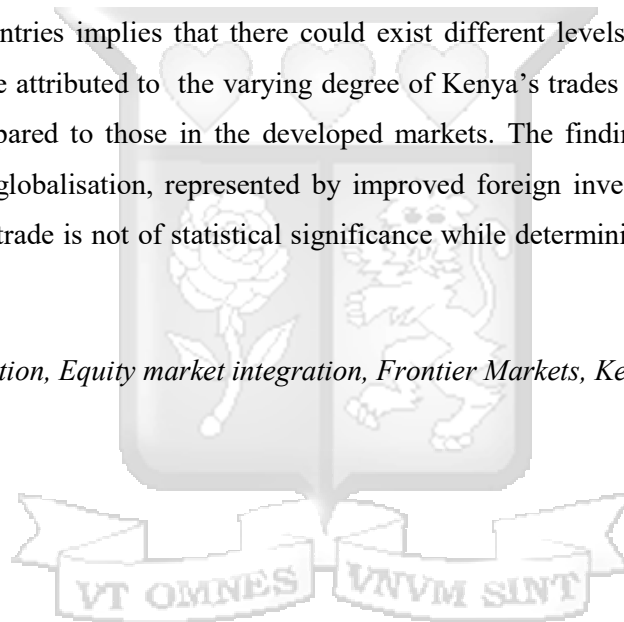 ntries implies that there could exist different levels
e attributed to the varying degree of Kenya’s trades
pared to those in the developed markets. The findin
globalisation, represented by improved foreign inve
trade is not of statistical significance while determini
tion, Equity market integration, Frontier Markets, Ke
VT OMNES VNVM SINT